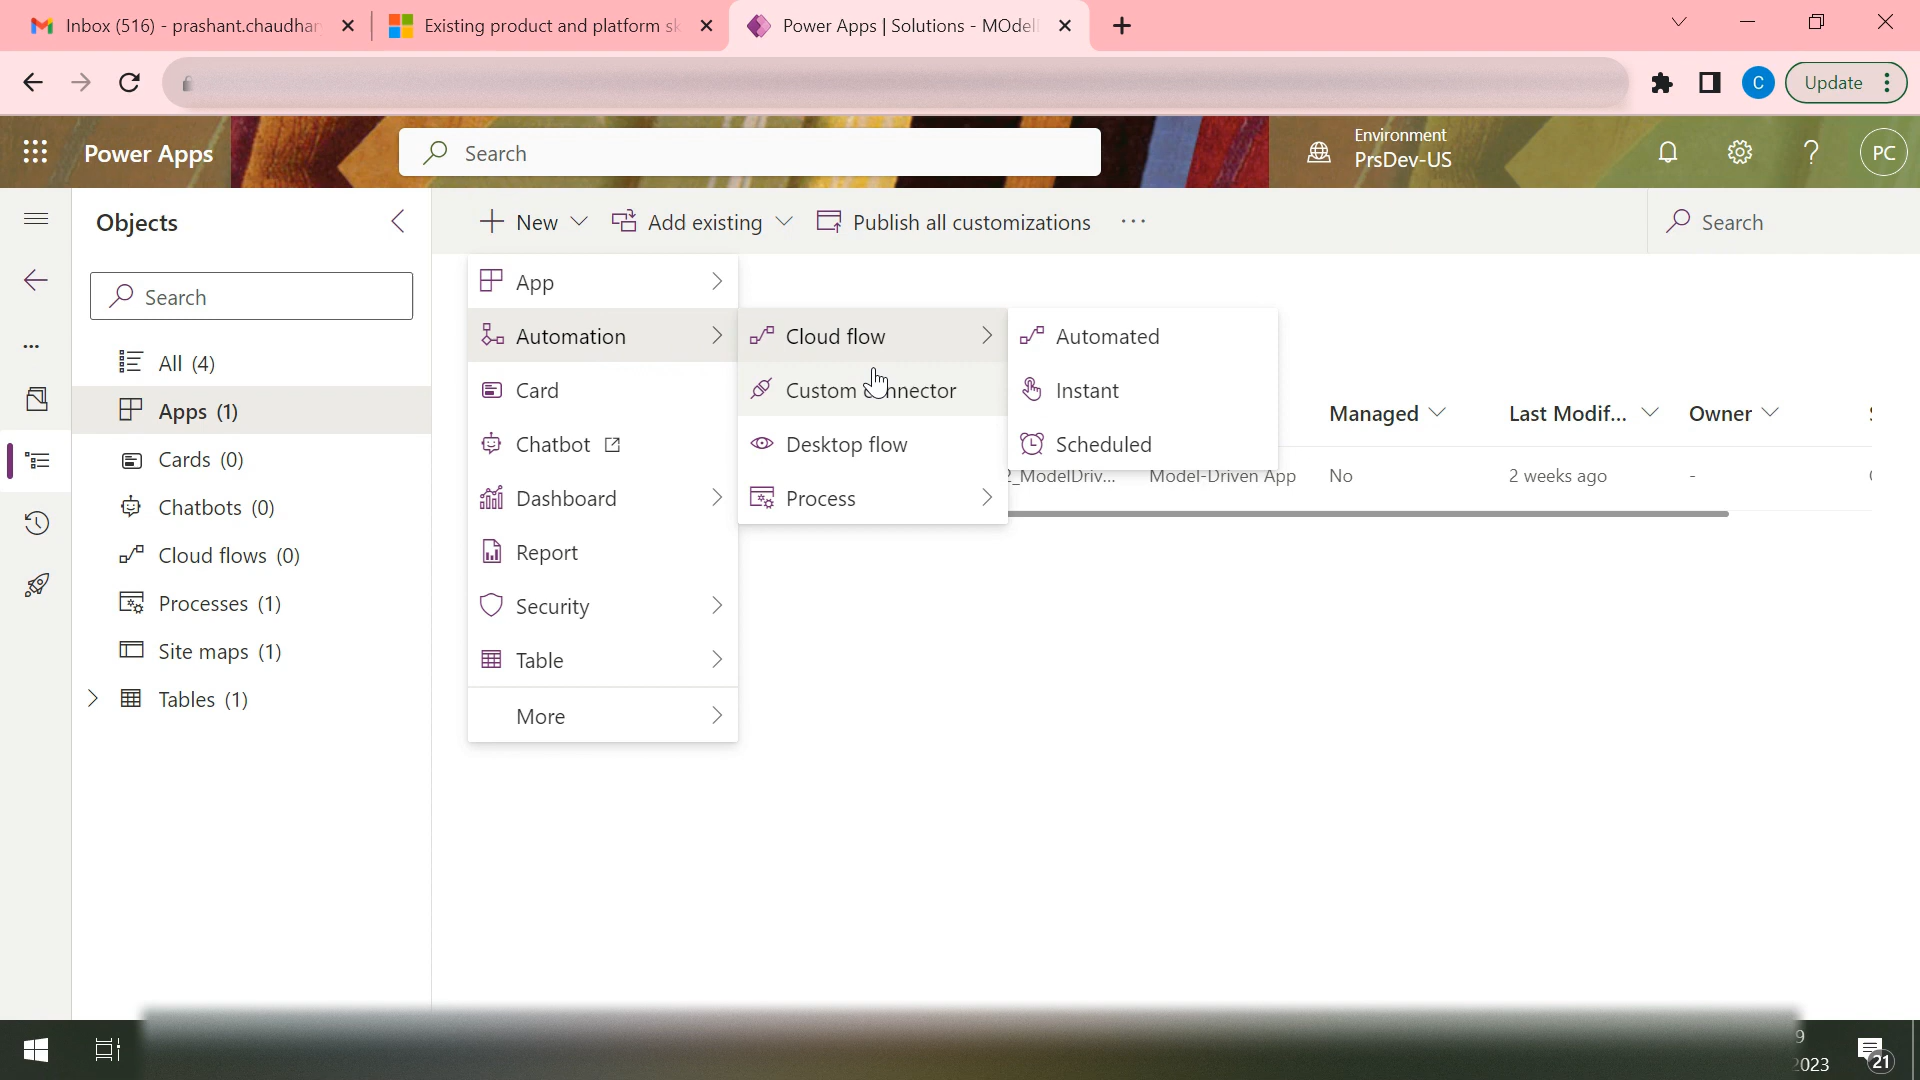 Inbox (516) - prashant.chaudhar
Existing product and platform sk
Power Apps | Solutions - MOdel
C
Update
Power Apps
Search
Environment
PrsDev-US
PC
Objects
New
Add existing
Publish all customizations
Search
Search
All (4)
Apps (1)
Cards (0)
Chatbots (0)
Cloud flows (0)
Processes (1)
Site maps (1)
Tables (1)
App
Automation
Card
Chatbot
Dashboard
Report
Security
Table
More
Cloud flow
Custom
Desktop flow
Process
Automated
Instant
Scheduled
Managed
Last Modif...
Owner
_ModelDriv...
Model-Driven App
No
2 weeks ago
-
9
2023
21